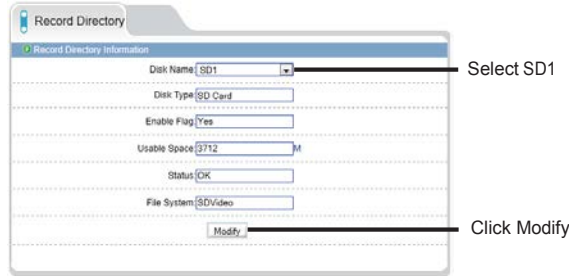 Record Directory
Record Directory Information
Disk Name: SD1
Select SD1
Disk Type: SD Card
Enable Flag: Yes
Usable Space: 3712 M
Status: OK
File System: SDVideo
Modify
Click Modify